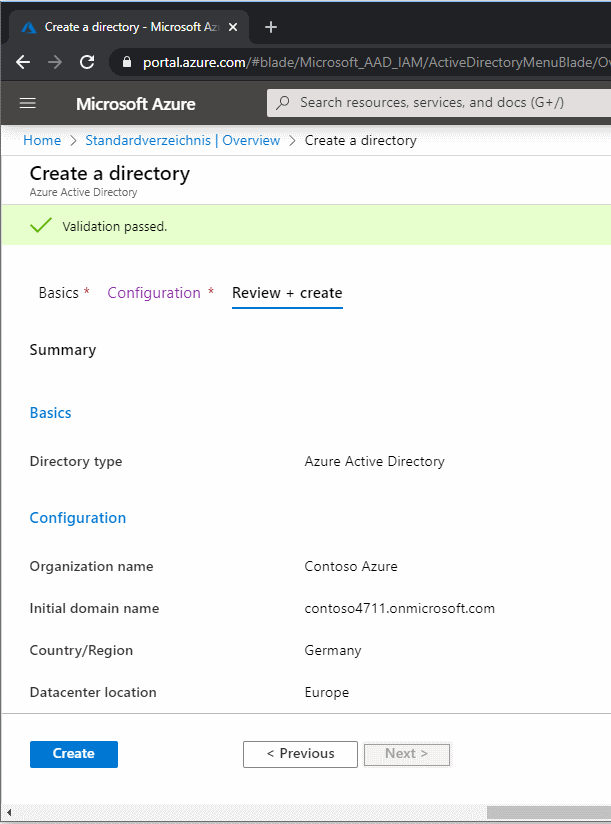 Create a directory - Microsoft Az
portal.azure.com/#blade/Microsoft_AAD_IAM/ActiveDirectoryMenuBlade/Ov
Microsoft Azure
Search resources, services, and docs (G+/)
Home > Standardverzeichnis | Overview > Create a directory
Create a directory
Azure Active Directory
Validation passed.
Basics * Configuration * Review + create
Summary
Basics
Directory type Azure Active Directory
Configuration
Organization name Contoso Azure
Initial domain name contoso4711.onmicrosoft.com
Country/Region Germany
Datacenter location Europe
Create < Previous Next >